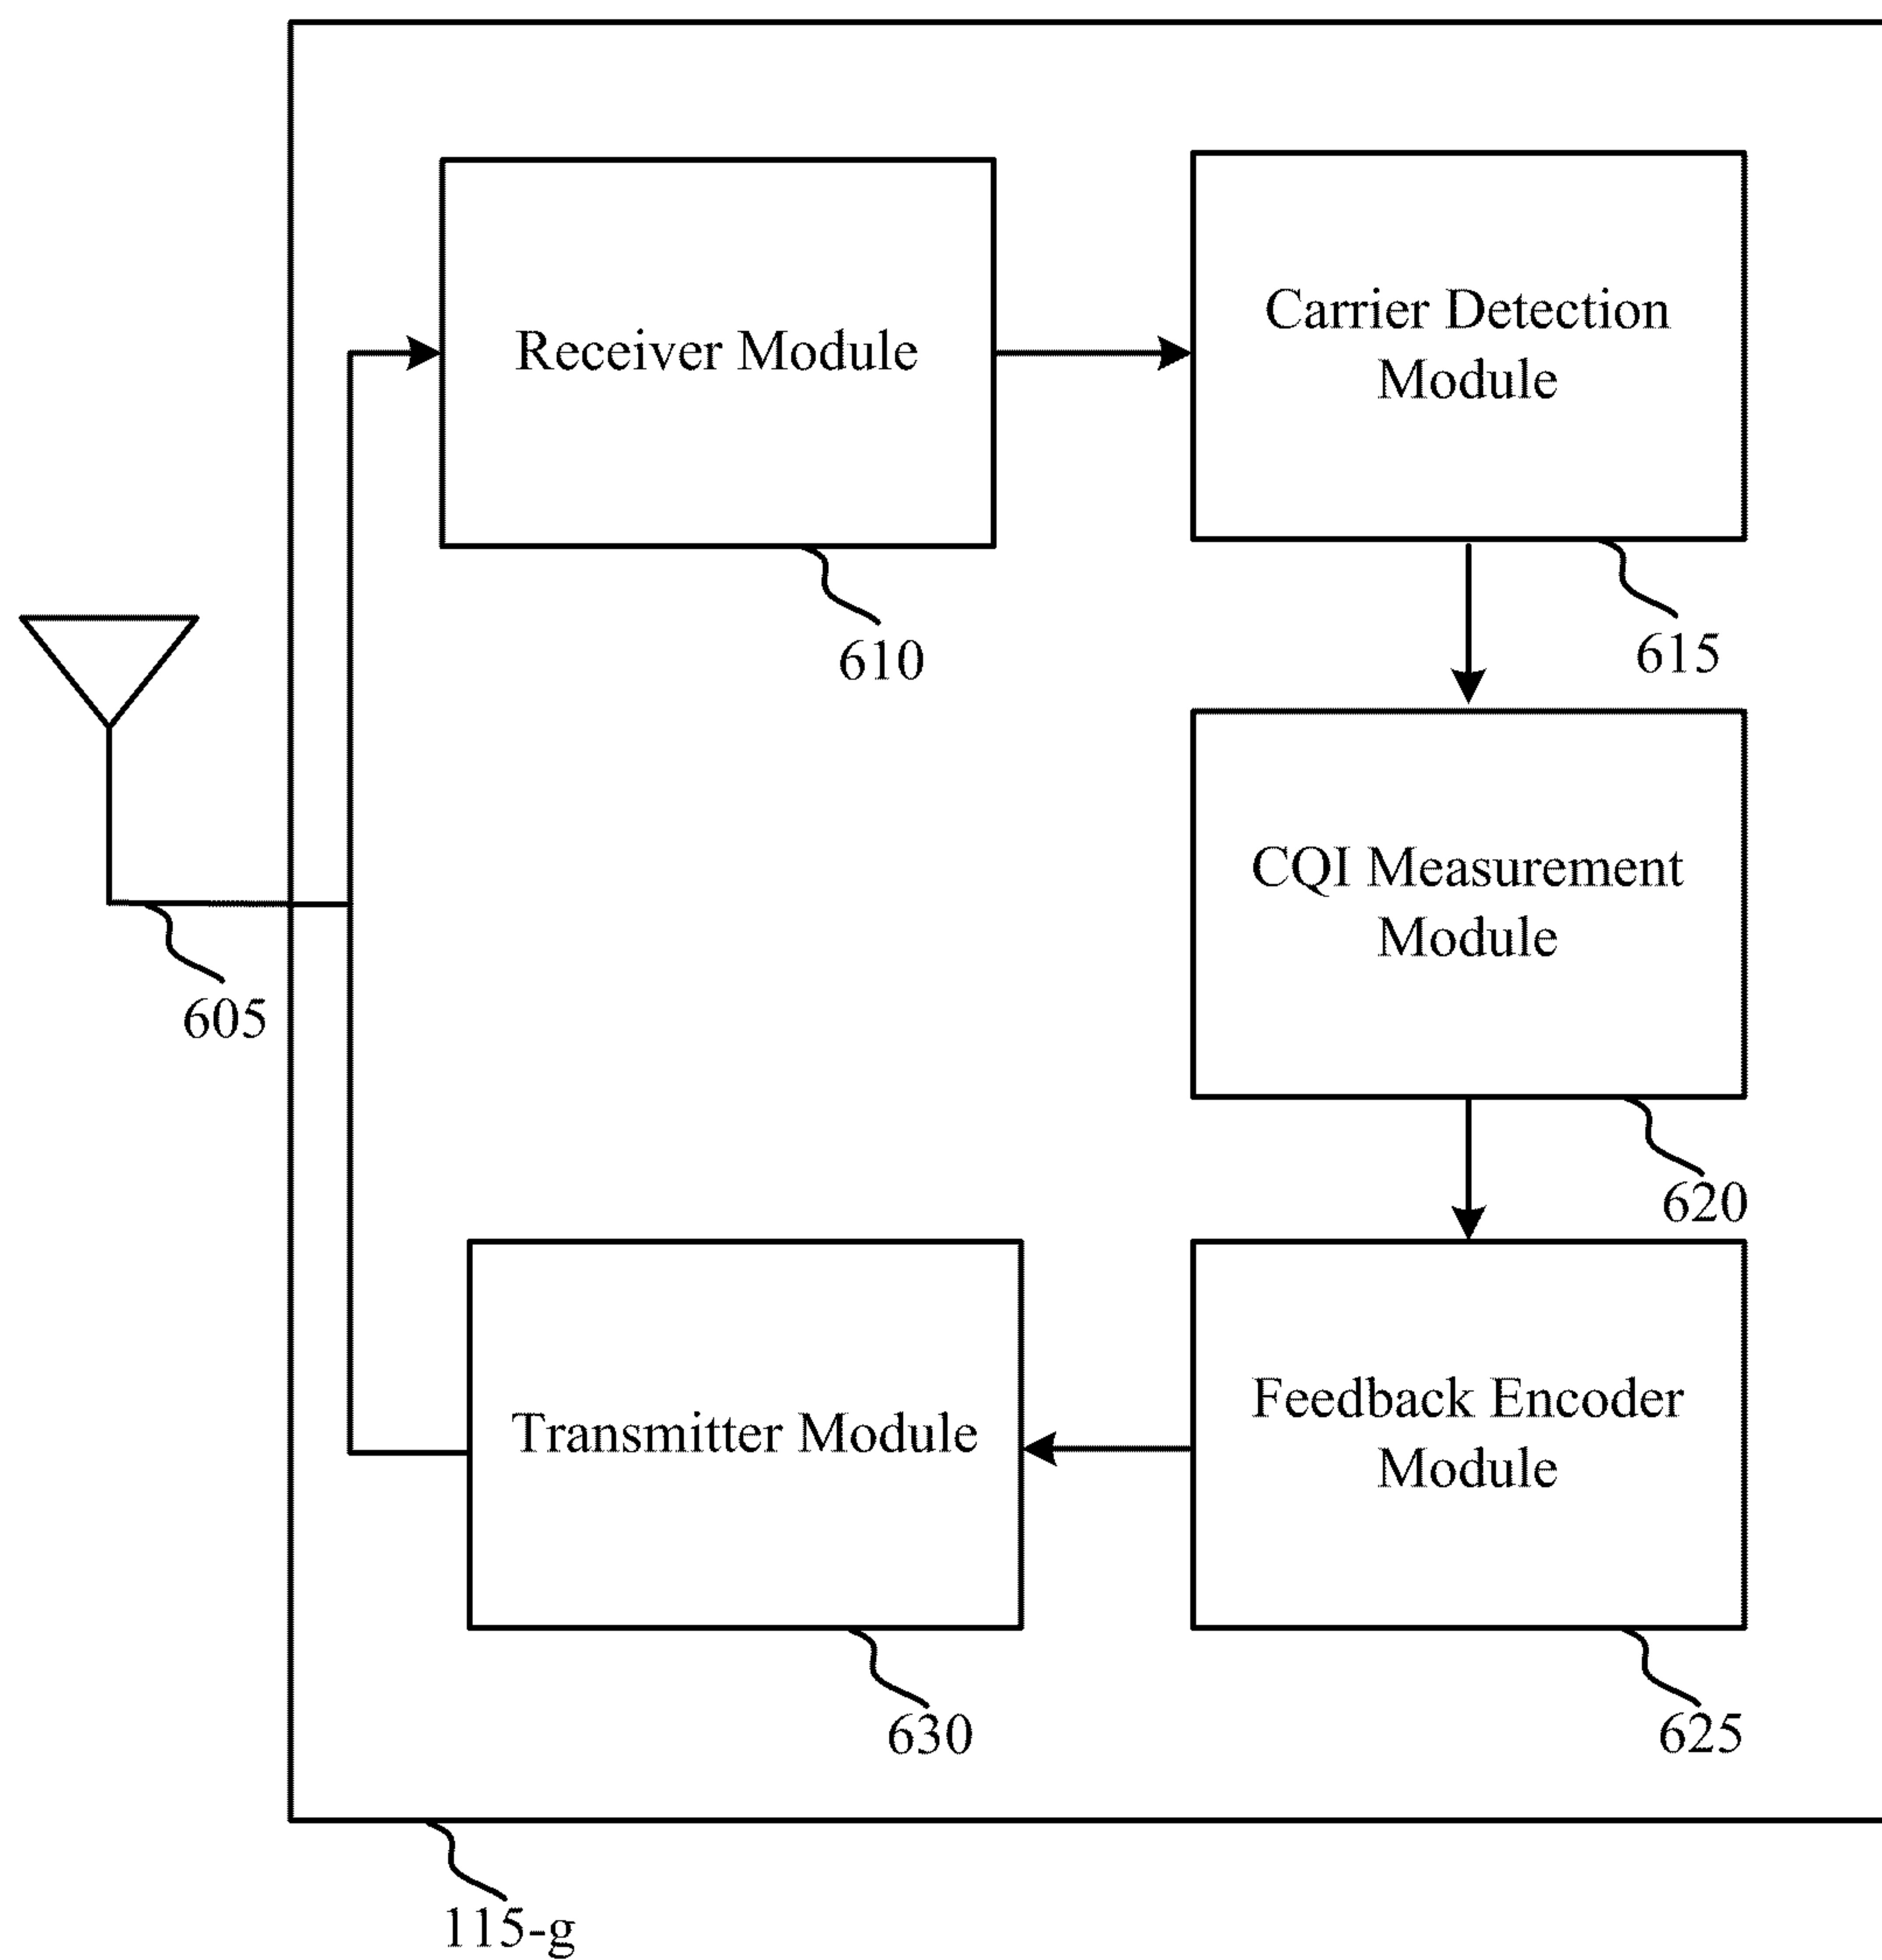 Receiver Module
610
Carrier Detection
Module
615
605
CQI Measurement
Module
620
Transmitter Module
630
Feedback Encoder
Module
625
115-g